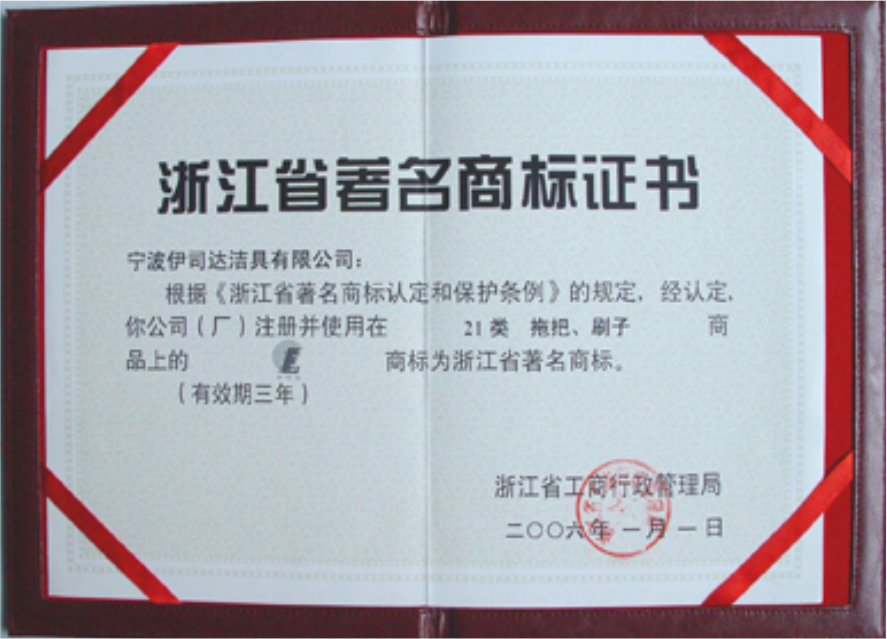 浙江省著名商标证书
宁波伊司达洁具有限公司：
根据《浙江省著名商标认定和保护条例》的规定，经认定，
你公司（厂）注册并使用在 21类 拖把、刷子 商
品上的 E 商标为浙江省著名商标。
（有效期三年）
浙江省工商行政管理局
二〇〇六年一月一日